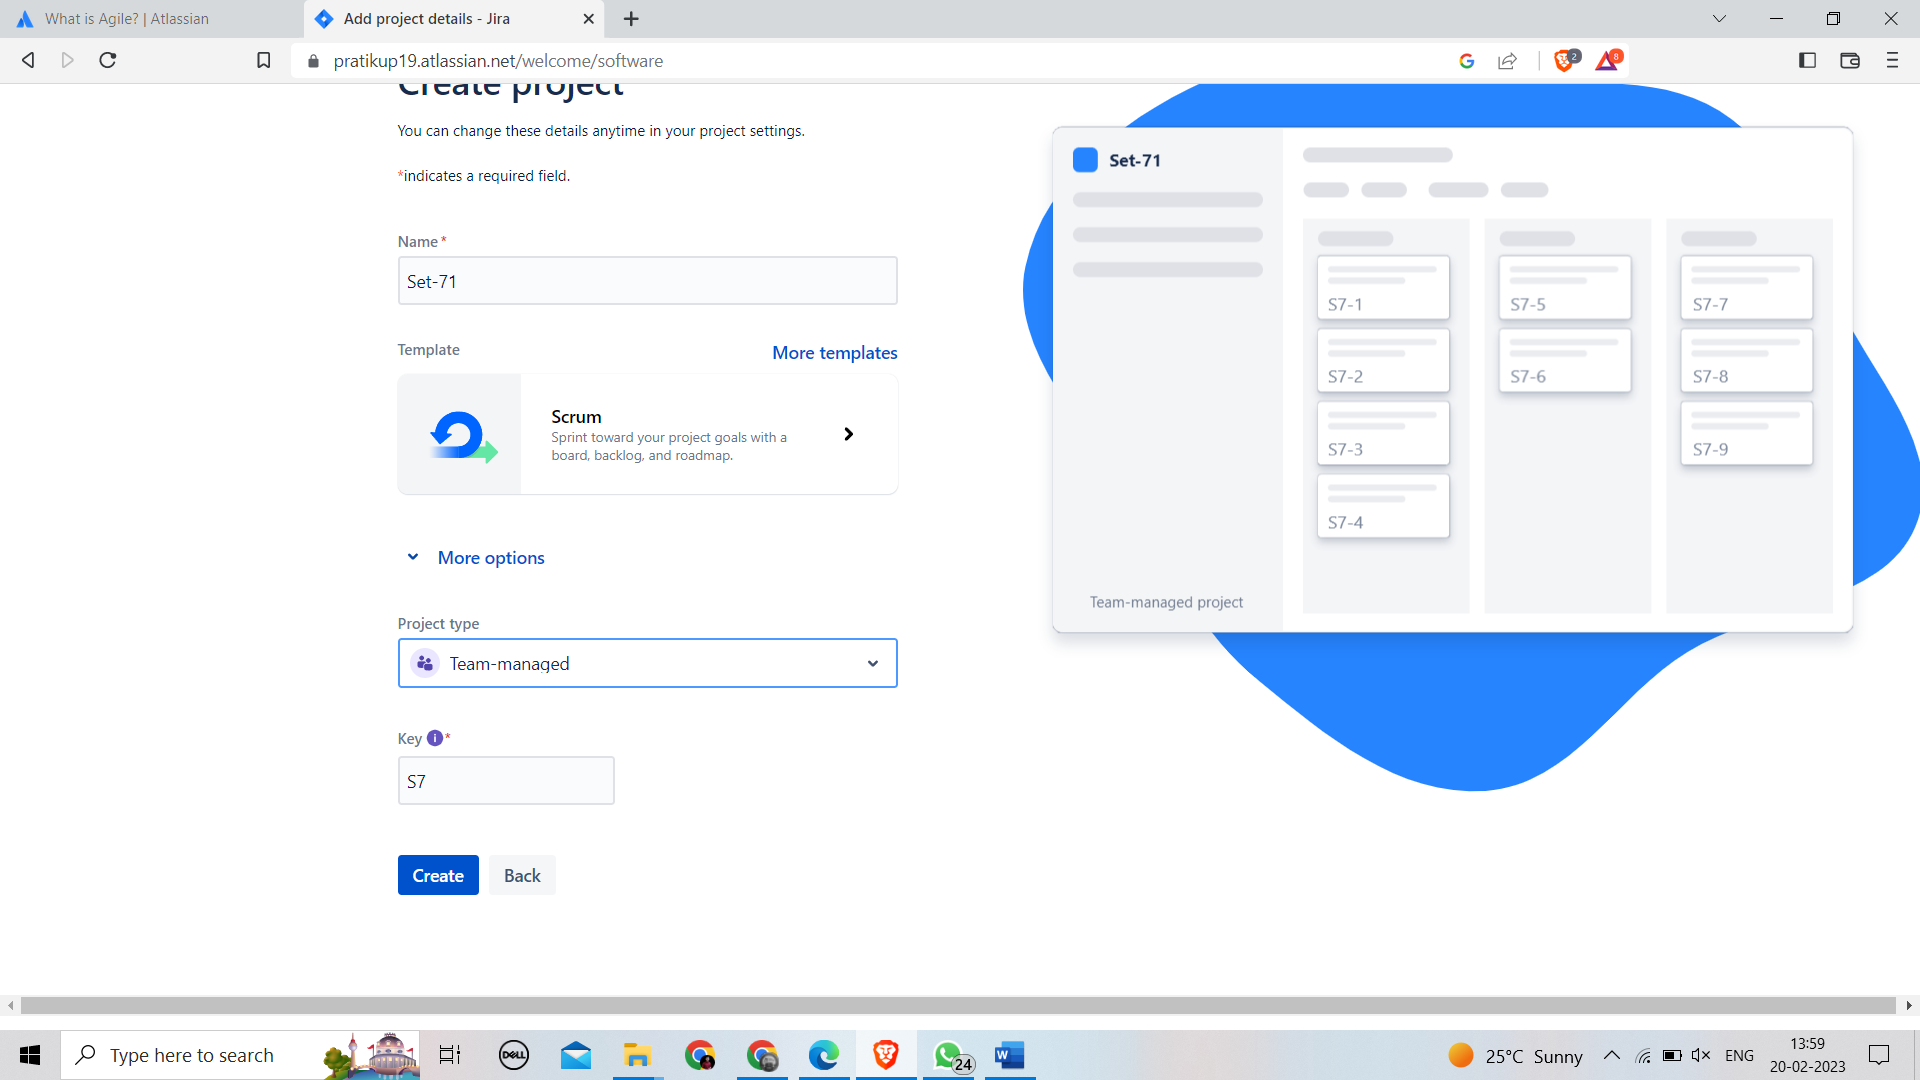 What is Agile? | Atlassian
Add project details - Jira
pratikup19.atlassian.net/welcome/software
2
8
Create project
You can change these details anytime in your project settings.
*indicates a required field.
Name*
Set-71
Template
More templates
Scrum
Sprint toward your project goals with a
board, backlog, and roadmap.
More options
Project type
Team-managed
Key i*
S7
Create
Back
Set-71
S7-1
S7-5
S7-7
S7-2
S7-6
S7-8
S7-3
S7-9
S7-4
Team-managed project
Type here to search
DELL
24
W
25°C Sunny
ENG
13:59
20-02-2023